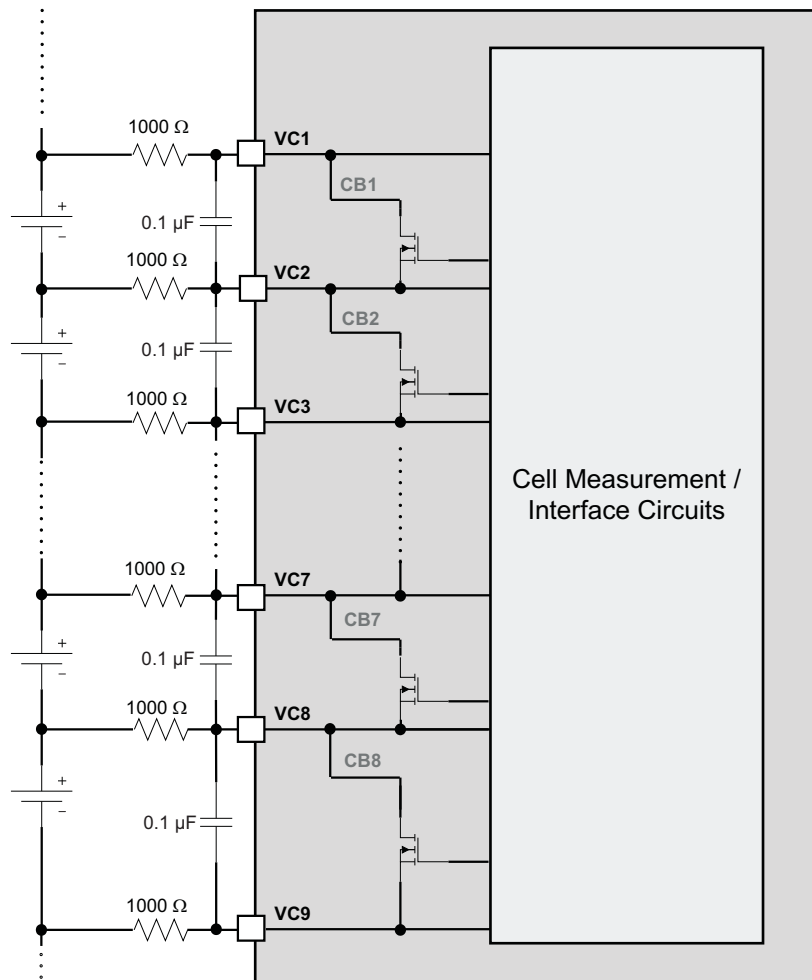 1000 Ω
VC1
CB1
+
0.1 µF
–
1000 Ω
VC2
CB2
+
0.1 µF
–
1000 Ω
VC3
Cell Measurement /
Interface Circuits
1000 Ω
VC7
CB7
+
0.1 µF
–
1000 Ω
VC8
CB8
+
–
0.1 µF
1000 Ω
VC9